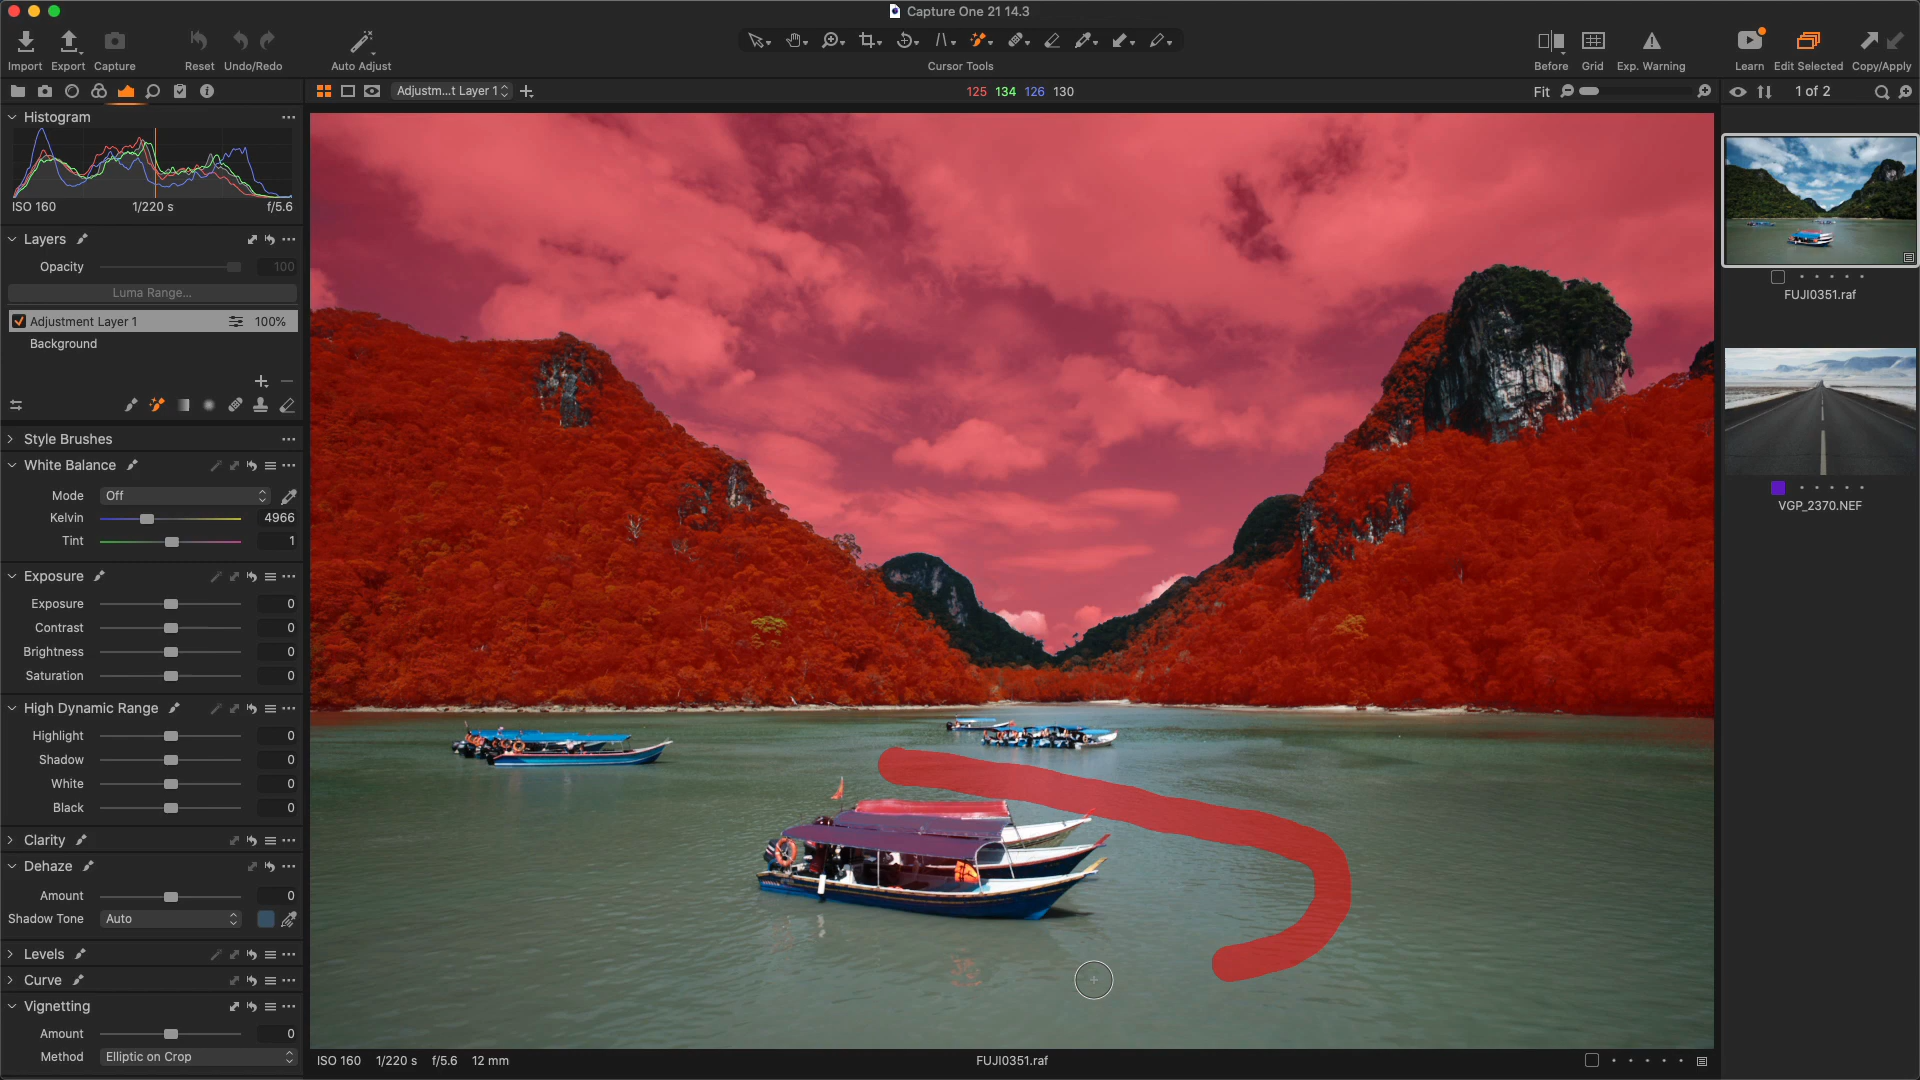 Capture One 21 14.3
Import
Export
Capture
Reset
Undo/Redo
Auto Adjust
Cursor Tools
Before
Grid
Exp. Warning
Learn
Edit Selected
Copy/Apply
Adjustm...t Layer 1
125 134 126 130
Fit
1 of 2
Histogram
ISO 160 1/220 s f/5.6
Layers
Opacity 100
Luma Range...
Adjustment Layer 1 100%
Background
Style Brushes
White Balance
Mode Off
Kelvin 4966
Tint 1
Exposure
Exposure 0
Contrast 0
Brightness 0
Saturation 0
High Dynamic Range
Highlight 0
Shadow 0
White 0
Black 0
Clarity
Dehaze
Amount 0
Shadow Tone Auto
Levels
Curve
Vignetting
Amount 0
Method Elliptic on Crop
ISO 160 1/220 s f/5.6 12 mm
FUJI0351.raf
FUJI0351.raf
VGP_2370.NEF